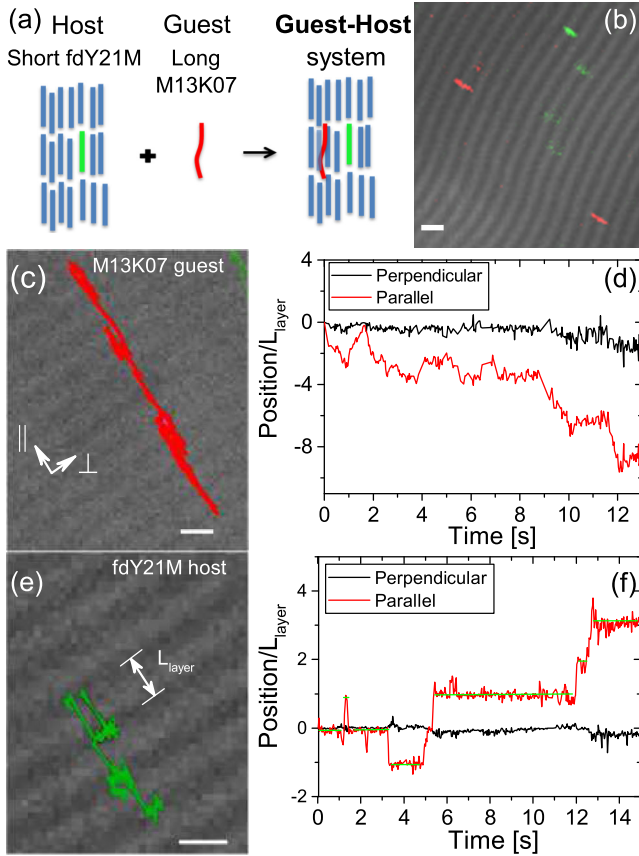 (a)
Host
Guest
Guest-Host
Short fdY21M
Long
system
M13K07
(b)
(c)
M13K07 guest
||
⊥
(d)
Perpendicular
Parallel
Position/L_layer
4
0
-4
-8
0 2 4 6 8 10 12 14
Time [s]
(e)
fdY21M host
L_layer
(f)
Perpendicular
Parallel
Position/L_layer
4
2
0
-2
0 2 4 6 8 10 12 14 16
Time [s]